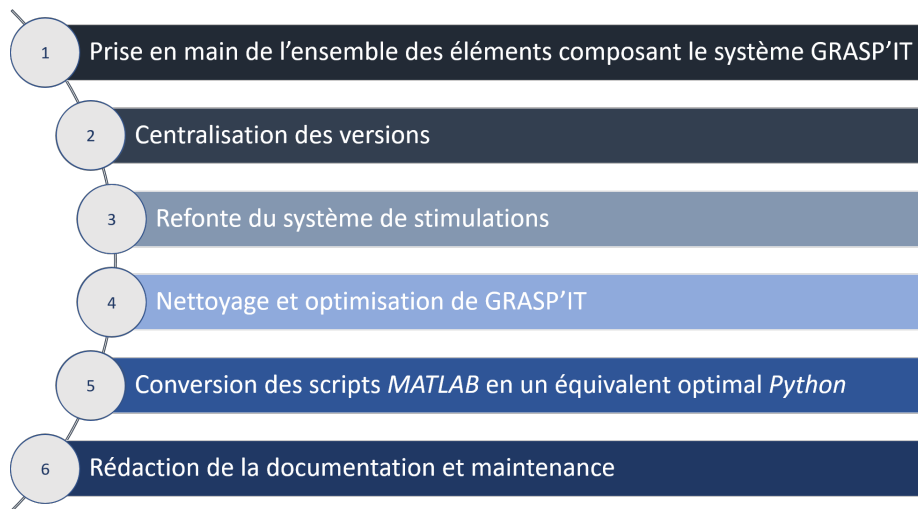 1 Prise en main de l’ensemble des éléments composant le système GRASP’IT
2 Centralisation des versions
3 Refonte du système de stimulations
4 Nettoyage et optimisation de GRASP’IT
5 Conversion des scripts MATLAB en un équivalent optimal Python
6 Rédaction de la documentation et maintenance